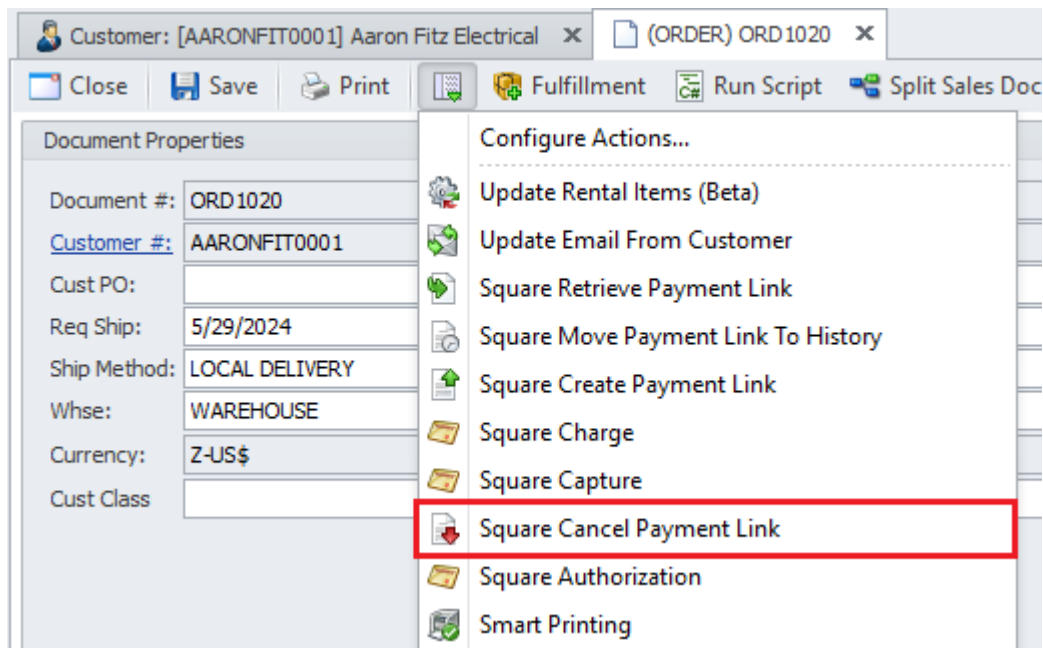 Customer: [AARONFIT0001] Aaron Fitz Electrical
(ORDER) ORD1020
Close Save Print Fulfillment C# Run Script Split Sales Doc
Document Properties
Configure Actions...
Document #: ORD1020
Update Rental Items (Beta)
Customer #: AARONFIT0001
Update Email From Customer
Cust PO:
Square Retrieve Payment Link
Req Ship: 5/29/2024
Square Move Payment Link To History
Ship Method: LOCAL DELIVERY
Square Create Payment Link
Whse: WAREHOUSE
Square Charge
Currency: Z-US$
Square Capture
Cust Class
Square Cancel Payment Link
Square Authorization
Smart Printing